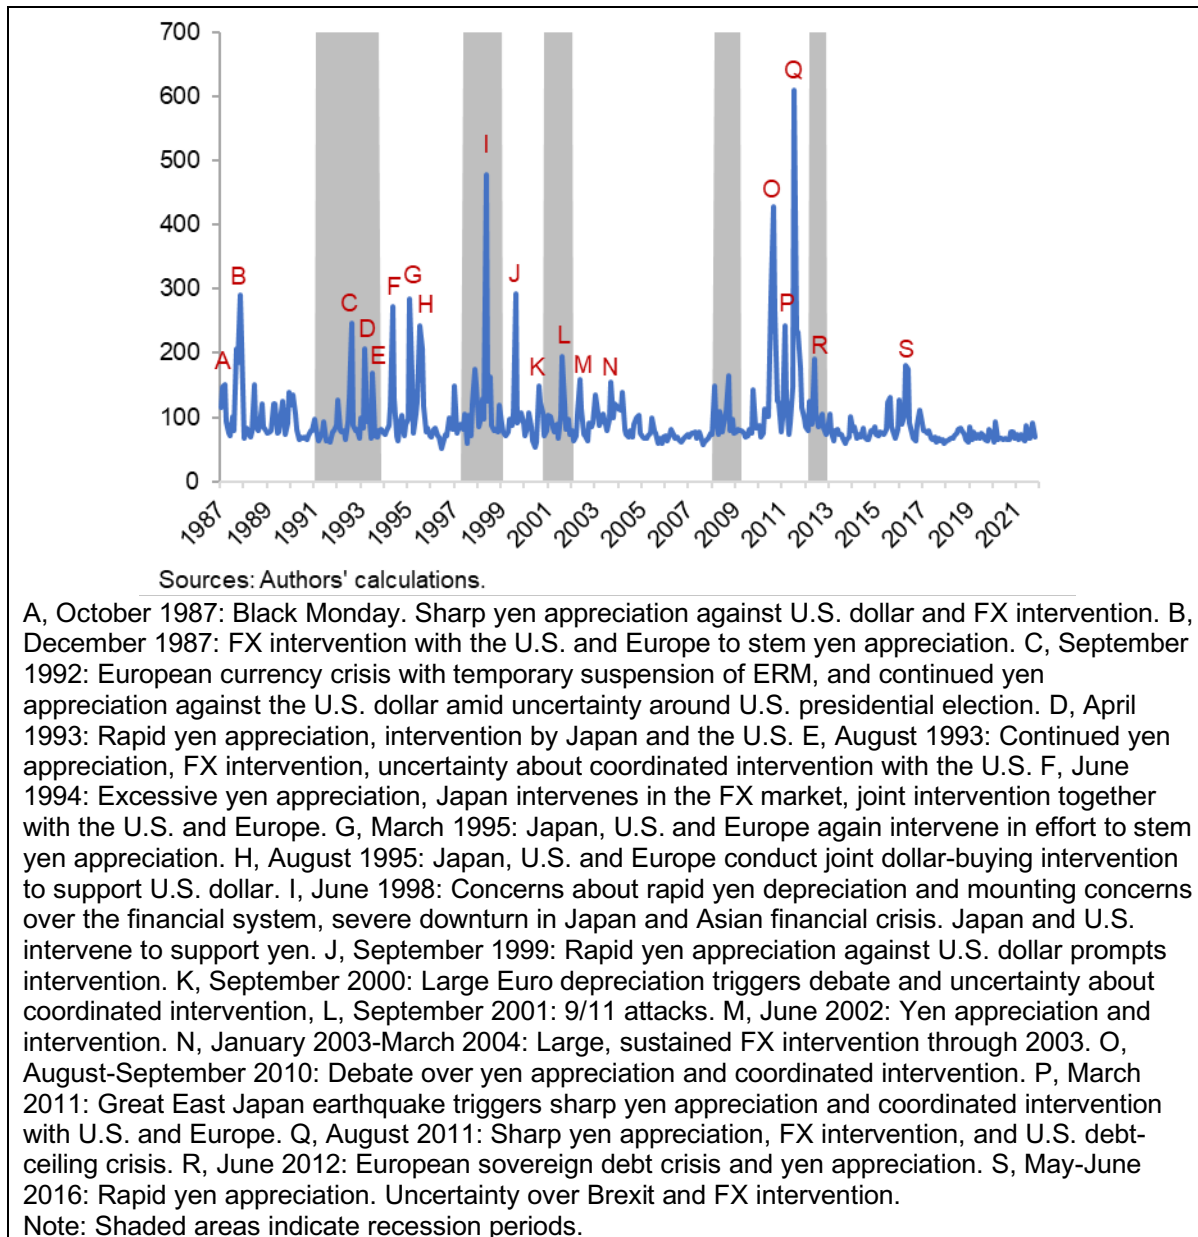 700
600
500
400
300
200
100
0
A
B
C
D
E
F
G
H
I
J
K
L
M
N
O
P
Q
R
S
1987
1989
1991
1993
1995
1997
1999
2001
2003
2005
2007
2009
2011
2013
2015
2017
2019
2021
Sources: Authors' calculations.
A, October 1987: Black Monday. Sharp yen appreciation against U.S. dollar and FX intervention. B,
December 1987: FX intervention with the U.S. and Europe to stem yen appreciation. C, September
1992: European currency crisis with temporary suspension of ERM, and continued yen
appreciation against the U.S. dollar amid uncertainty around U.S. presidential election. D, April
1993: Rapid yen appreciation, intervention by Japan and the U.S. E, August 1993: Continued yen
appreciation, FX intervention, uncertainty about coordinated intervention with the U.S. F, June
1994: Excessive yen appreciation, Japan intervenes in the FX market, joint intervention together
with the U.S. and Europe. G, March 1995: Japan, U.S. and Europe again intervene in effort to stem
yen appreciation. H, August 1995: Japan, U.S. and Europe conduct joint dollar-buying intervention
to support U.S. dollar. I, June 1998: Concerns about rapid yen depreciation and mounting concerns
over the financial system, severe downturn in Japan and Asian financial crisis. Japan and U.S.
intervene to support yen. J, September 1999: Rapid yen appreciation against U.S. dollar prompts
intervention. K, September 2000: Large Euro depreciation triggers debate and uncertainty about
coordinated intervention, L, September 2001: 9/11 attacks. M, June 2002: Yen appreciation and
intervention. N, January 2003-March 2004: Large, sustained FX intervention through 2003. O,
August-September 2010: Debate over yen appreciation and coordinated intervention. P, March
2011: Great East Japan earthquake triggers sharp yen appreciation and coordinated intervention
with U.S. and Europe. Q, August 2011: Sharp yen appreciation, FX intervention, and U.S. debt-
ceiling crisis. R, June 2012: European sovereign debt crisis and yen appreciation. S, May-June
2016: Rapid yen appreciation. Uncertainty over Brexit and FX intervention.
Note: Shaded areas indicate recession periods.